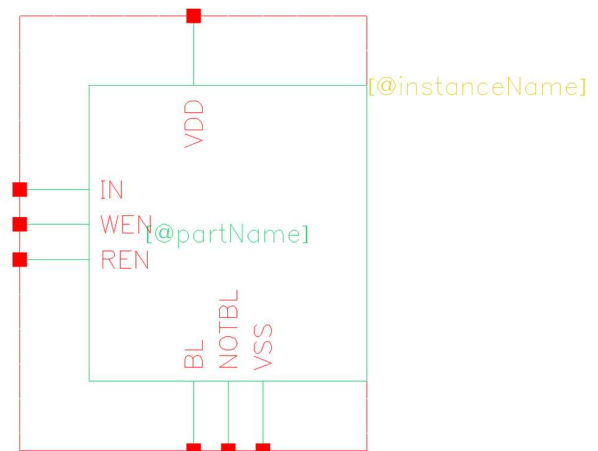 [@instanceName]
VDD
IN
WEN
[@partName]
REN
BL
NOTBL
VSS